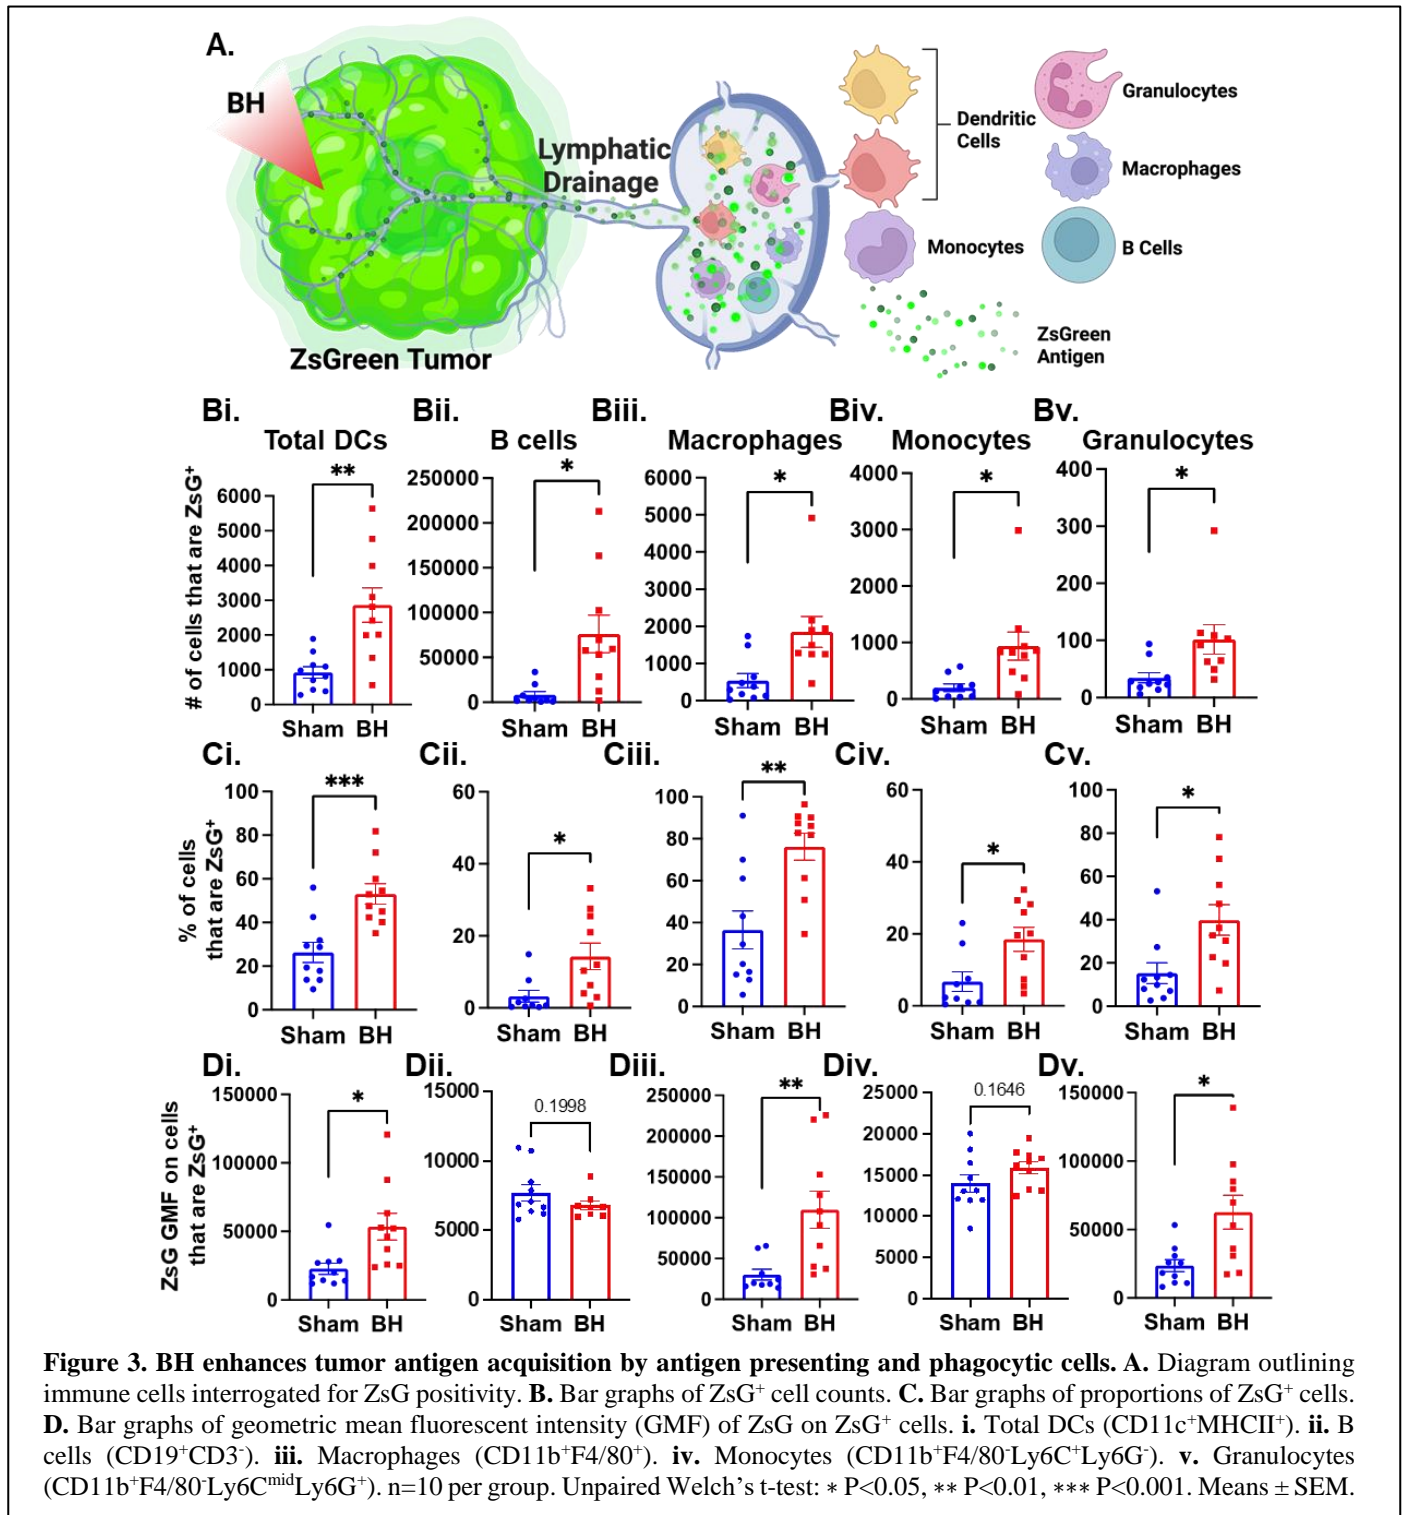 A.
BH
Lymphatic
Drainage
ZsGreen Tumor
Dendritic
Cells
Granulocytes
Macrophages
Monocytes
B Cells
ZsGreen
Antigen
Bi. Bii. Biii. Biv. Bv.
Total DCs B cells Macrophages Monocytes Granulocytes
# of cells that are ZsG⁺
6000
5000
4000
3000
2000
1000
0
**
Sham BH
250000
200000
150000
100000
50000
0
*
Sham BH
6000
5000
4000
3000
2000
1000
0
*
Sham BH
4000
3000
2000
1000
0
*
Sham BH
400
300
200
100
0
*
Sham BH
Ci. Cii. Ciii. Civ. Cv.
% of cells
that are ZsG⁺
100
80
60
40
20
0
***
Sham BH
60
40
20
0
*
Sham BH
100
80
60
40
20
0
**
Sham BH
60
40
20
0
*
Sham BH
100
80
60
40
20
0
*
Sham BH
Di. Dii. Diii. Div. Dv.
ZsG GMF on cells
that are ZsG⁺
150000
100000
50000
0
*
Sham BH
15000
10000
5000
0
0.1998
Sham BH
250000
200000
150000
100000
50000
0
**
Sham BH
25000
20000
15000
10000
5000
0
0.1646
Sham BH
150000
100000
50000
0
*
Sham BH
Figure 3. BH enhances tumor antigen acquisition by antigen presenting and phagocytic cells. A. Diagram outlining
immune cells interrogated for ZsG positivity. B. Bar graphs of ZsG⁺ cell counts. C. Bar graphs of proportions of ZsG⁺ cells.
D. Bar graphs of geometric mean fluorescent intensity (GMF) of ZsG on ZsG⁺ cells. i. Total DCs (CD11c⁺MHCII⁺). ii. B
cells (CD19⁺CD3⁻). iii. Macrophages (CD11b⁺F4/80⁺). iv. Monocytes (CD11b⁺F4/80⁻Ly6C⁺Ly6G⁻). v. Granulocytes
(CD11b⁺F4/80⁻Ly6CᵐⁱᵈLy6G⁺). n=10 per group. Unpaired Welch’s t-test: * P<0.05, ** P<0.01, *** P<0.001. Means ± SEM.